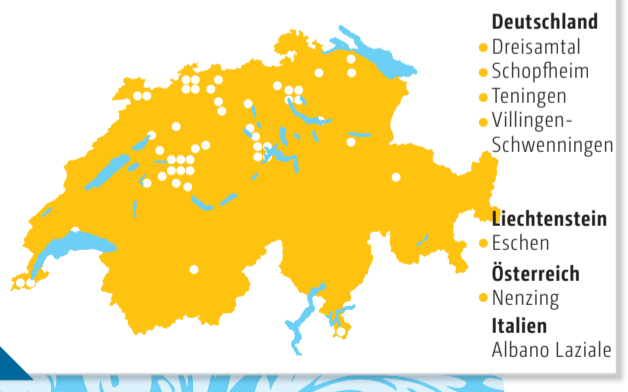 Deutschland
Dreisamtal
Schopfheim
Teningen
Villingen-
Schwenningen
Liechtenstein
Eschen
Österreich
Nenzing
Italien
Albano Laziale